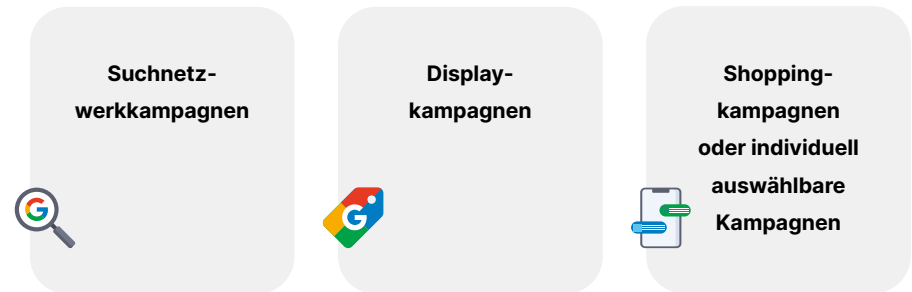 Suchnetz-
werkkampagnen
Display-
kampagnen
Shopping-
kampagnen
oder individuell
auswählbare
Kampagnen
G
G